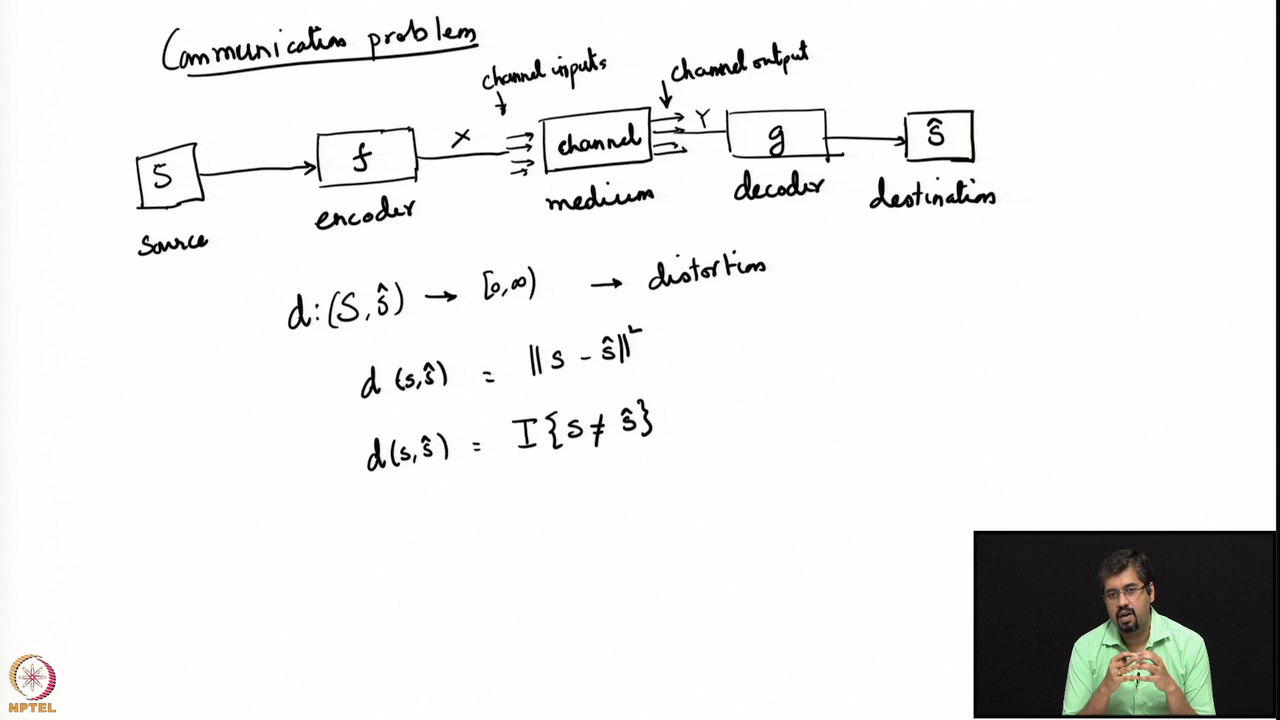 Communication problem
channel inputs
channel output
S
f
X
channel
Y
g
Ŝ
source
encoder
medium
decoder
destination
d: (S, ŝ) → [0, ∞) → distortion
d (s, ŝ) = || s - ŝ ||²
d(s, ŝ) = I{s ≠ ŝ}
NPTEL